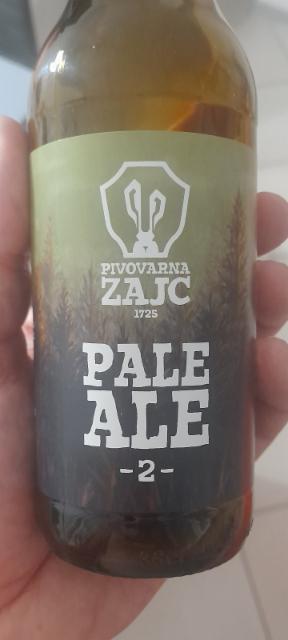 PIVOVARNA
ZAJC
1725
PALE
ALE
-2-